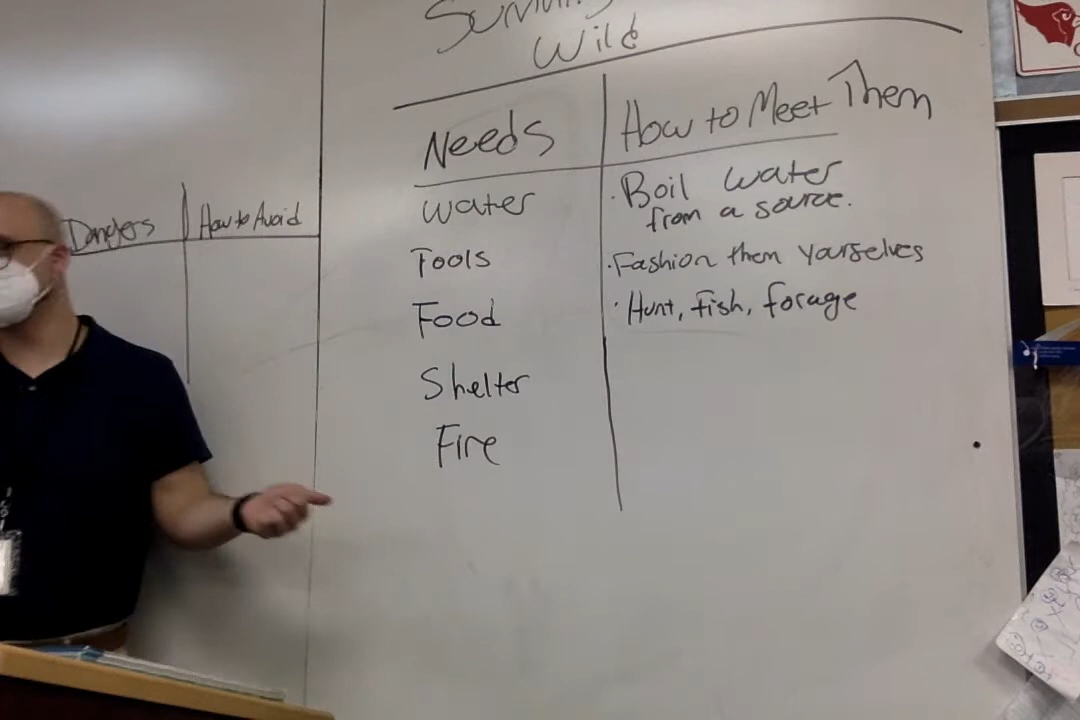 Wild
Dangers | How to Avoid
Needs | How to Meet Them
Water
· Boil water
from a source.
Tools
· Fashion them yourselves
Food
· Hunt, fish, forage
Shelter
Fire